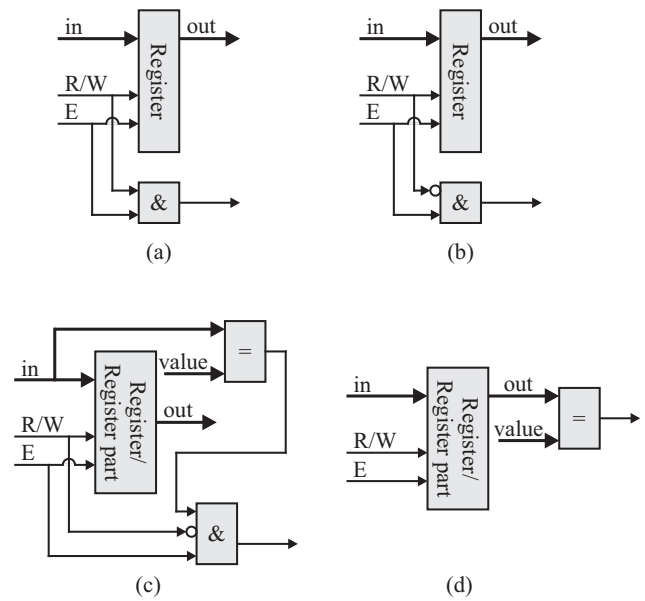 in
out
R/W
E
Register
&
(a)
in
out
R/W
E
Register
&
(b)
in
value
=
out
R/W
E
Register/
Register part
&
(c)
in
out
value
=
R/W
E
Register/
Register part
(d)